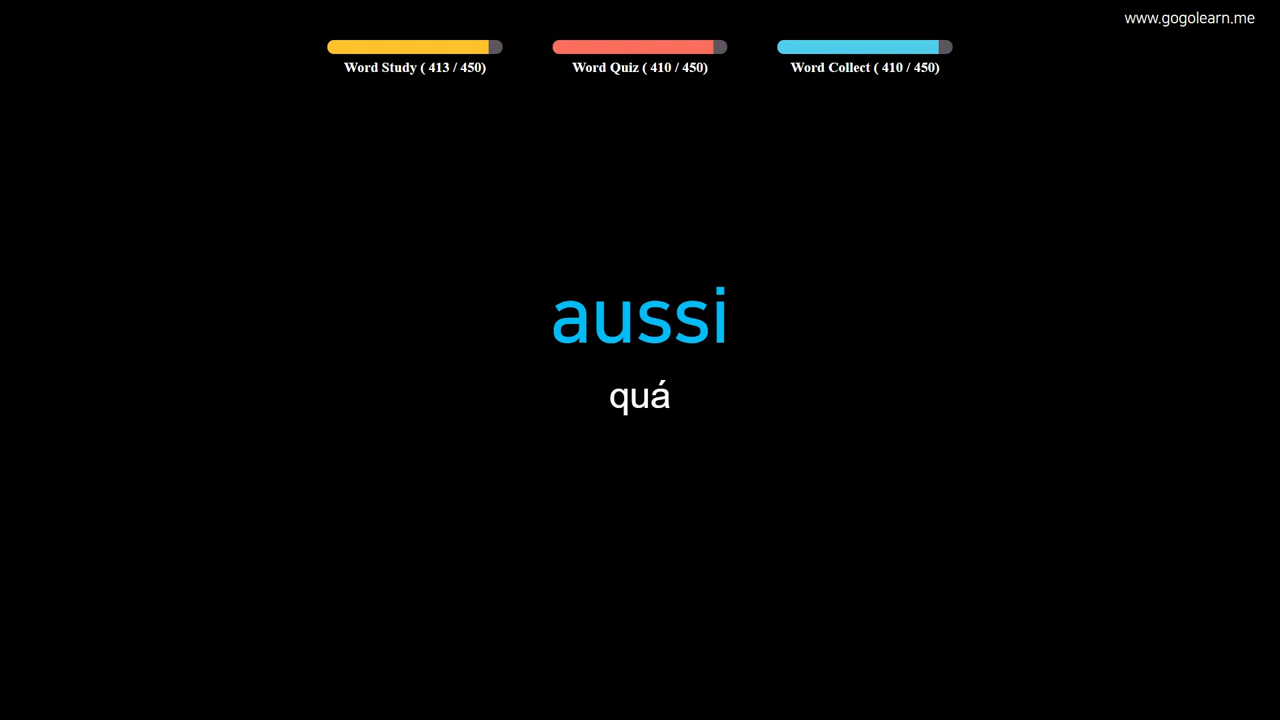 www.gogolearn.me
Word Study ( 413 / 450)
Word Quiz ( 410 / 450)
Word Collect ( 410 / 450)
aussi
quá